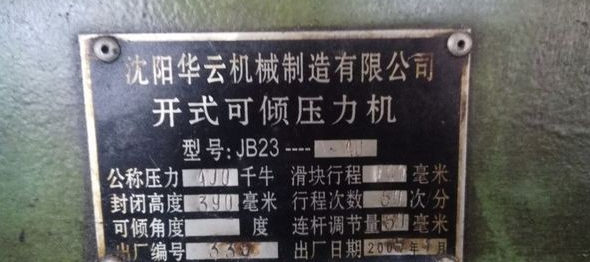 沈阳华云机械制造有限公司
开式可倾压力机
型号:JB23----
公称压力 400 千牛 滑块行程 毫米
封闭高度 390 毫米 行程次数 次/分
可倾角度 度 连杆调节量 毫米
出厂编号 出厂日期 年 月